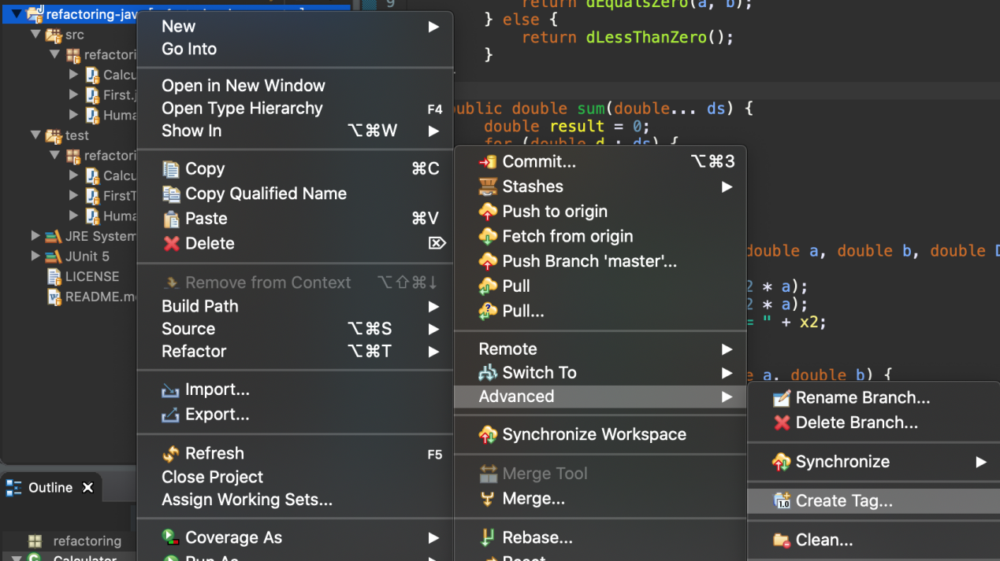 refactoring-jav
src
refactori
Calcu
First.j
Huma
test
refactori
Calcu
FirstT
Huma
JRE System
JUnit 5
LICENSE
README.m
Outline
refactoring
Calculator
New
Go Into
Open in New Window
Open Type Hierarchy F4
Show In ⌥⌘W
Copy ⌘C
Copy Qualified Name
Paste ⌘V
Delete ⌦
Remove from Context ⌥⇧⌘↓
Build Path
Source ⌥⌘S
Refactor ⌥⌘T
Import...
Export...
Refresh F5
Close Project
Assign Working Sets...
Coverage As
Run As
9 return dEqualsZero(a, b);
} else {
return dLessThanZero();
}
public double sum(double... ds) {
double result = 0;
for (double d : ds) {
double a, double b, double D
2 * a);
2 * a);
= " + x2;
e a, double b) {
Commit... ⌥⌘3
Stashes
Push to origin
Fetch from origin
Push Branch 'master'...
Pull
Pull...
Remote
Switch To
Advanced
Synchronize Workspace
Merge Tool
Merge...
Rebase...
Reset
Rename Branch...
Delete Branch...
Synchronize
Create Tag...
Clean...